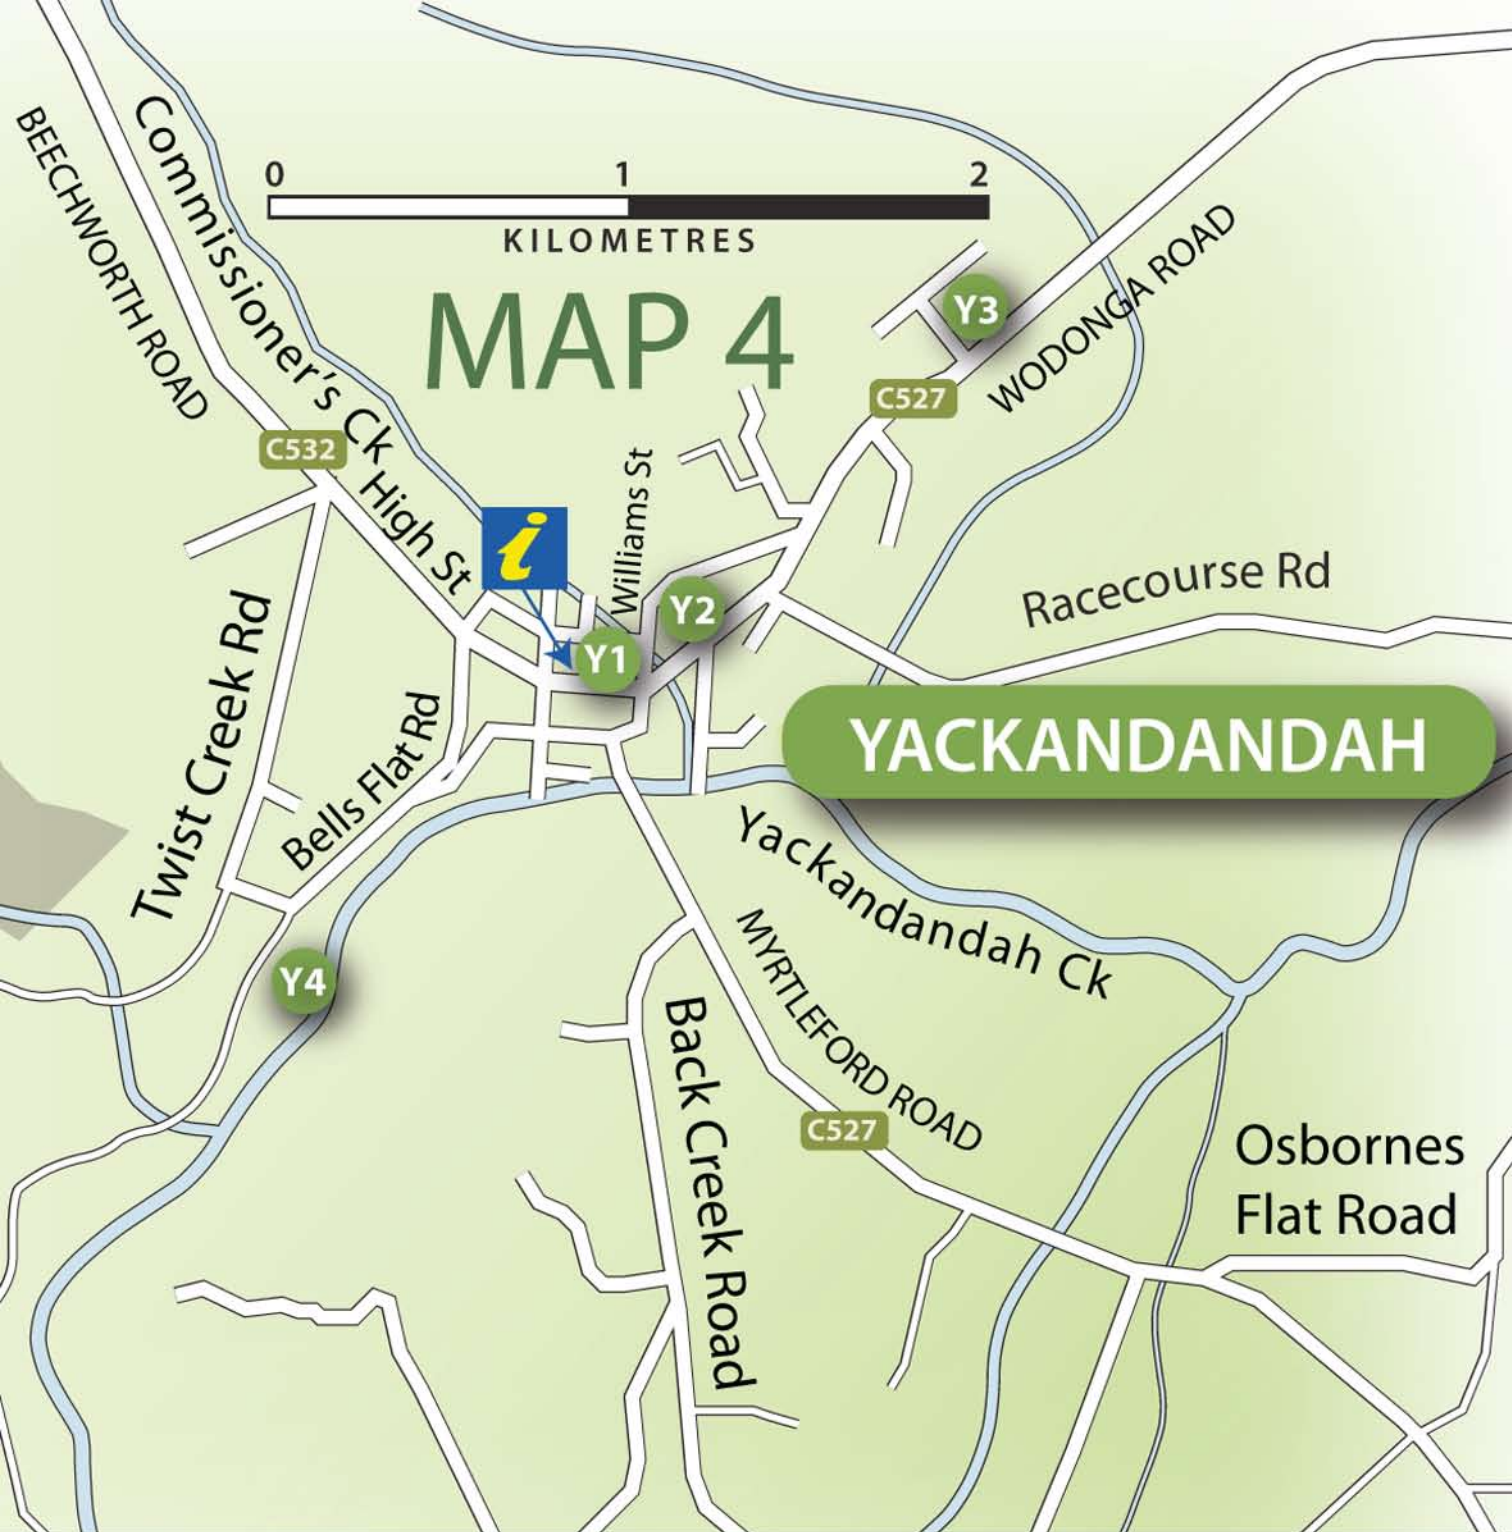 BEECHWORTH ROAD
Commissioner's Ck
0 1 2
KILOMETRES
MAP 4
Y3
WODONGA ROAD
C527
C532
High St
i
Williams St
Y2
Y1
Racecourse Rd
Twist Creek Rd
Bells Flat Rd
YACKANDANDAH
Yackandandah Ck
Y4
MYRTLEFORD ROAD
Back Creek Road
C527
Osbornes
Flat Road